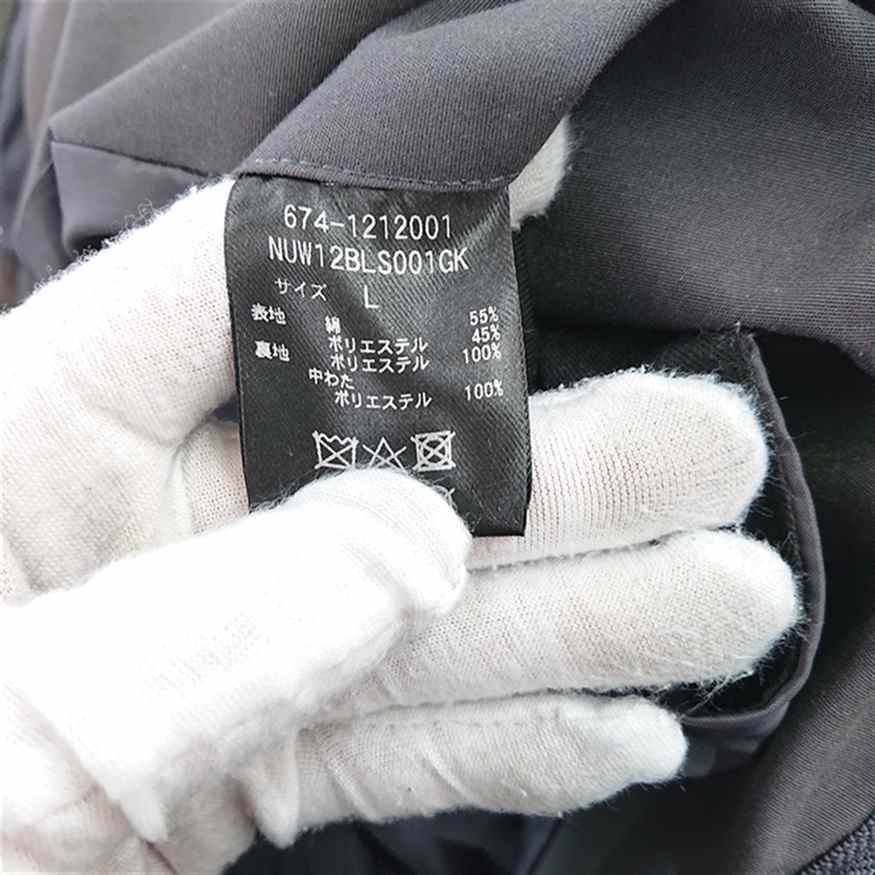 674-1212001
NUW12BLS001GK
サイズ L
表地 綿 55%
ポリエステル 45%
裏地 ポリエステル 100%
中わた
ポリエステル 100%